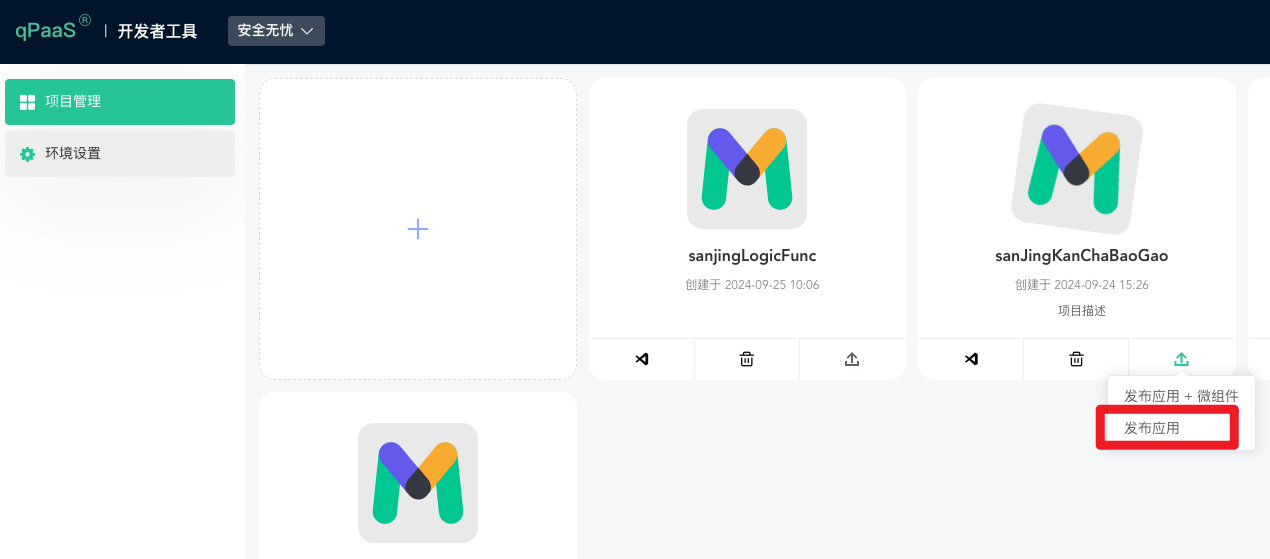 qPaaS® | 开发者工具 安全无忧
项目管理
环境设置
sanjingLogicFunc
创建于 2024-09-25 10:06
sanJingKanChaBaoGao
创建于 2024-09-24 15:26
项目描述
发布应用 + 微组件
发布应用